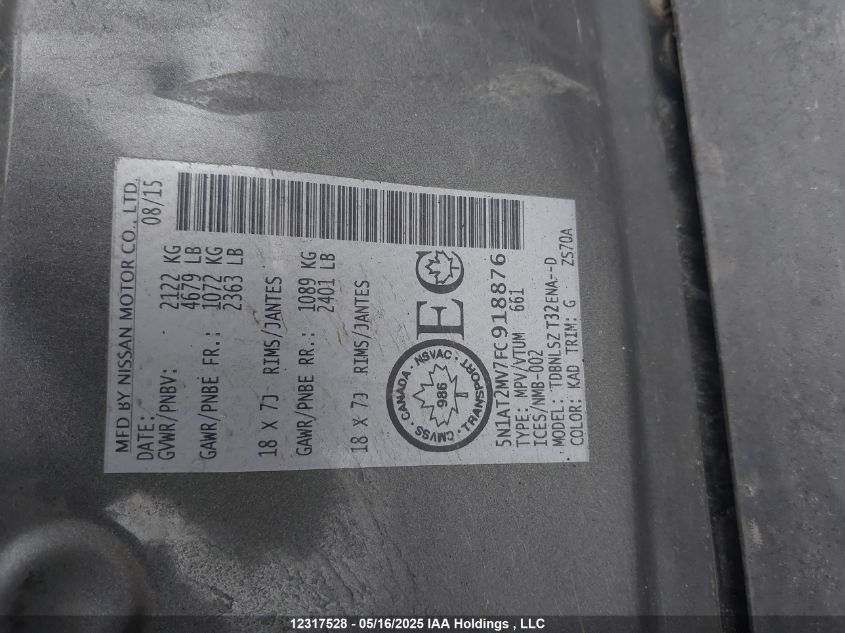 MFD BY NISSAN MOTOR CO., LTD.
DATE: 08/15
GVWR/PNBV: 2122 KG
4679 LB
GAWR/PNBE FR.: 1072 KG
2363 LB
18 X 7J RIMS/JANTES
GAWR/PNBE RR.: 1089 KG
2401 LB
18 X 7J RIMS/JANTES
CANADA · NSVAC · TRANSPORT · CMVSS
986
E C
5N1AT2MV7FC918876
TYPE: MPV/VTUM 661
ICES/NMB-002
MODEL: TDBNLSZ T32ENA--D
COLOR: KAD TRIM: G ZS70A
12317528 - 05/16/2025 IAA Holdings , LLC